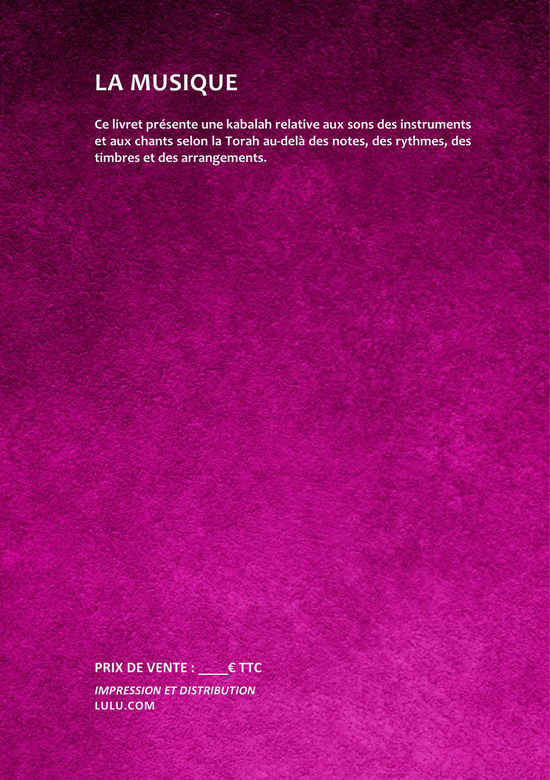 LA MUSIQUE
Ce livret présente une kabalah relative aux sons des instruments
et aux chants selon la Torah au-delà des notes, des rythmes, des
timbres et des arrangements.
PRIX DE VENTE : ____€ TTC
IMPRESSION ET DISTRIBUTION
LULU.COM